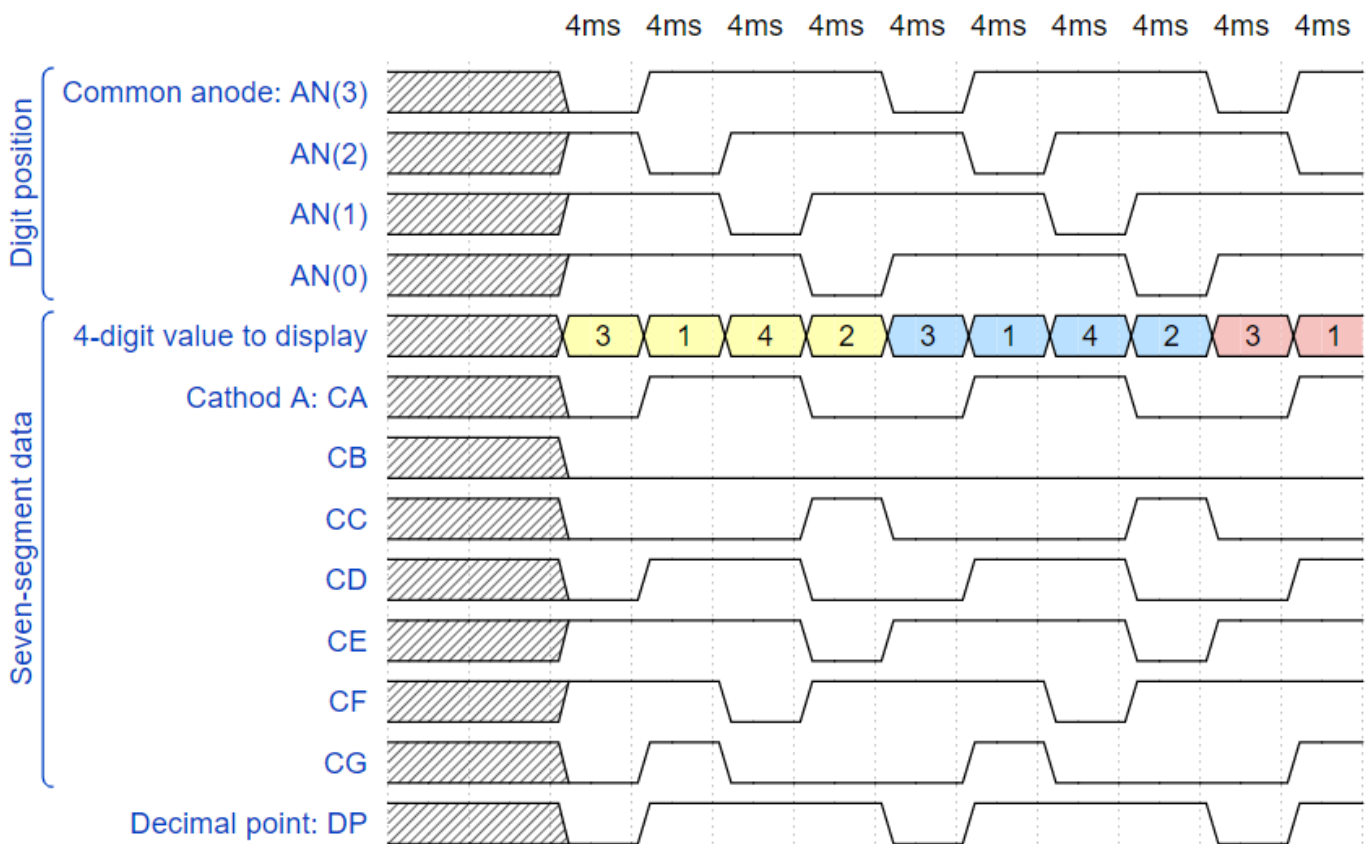 4ms 4ms 4ms 4ms 4ms 4ms 4ms 4ms 4ms 4ms
Digit position
Common anode: AN(3)
AN(2)
AN(1)
AN(0)
Seven-segment data
4-digit value to display 3 1 4 2 3 1 4 2 3 1
Cathod A: CA
CB
CC
CD
CE
CF
CG
Decimal point: DP